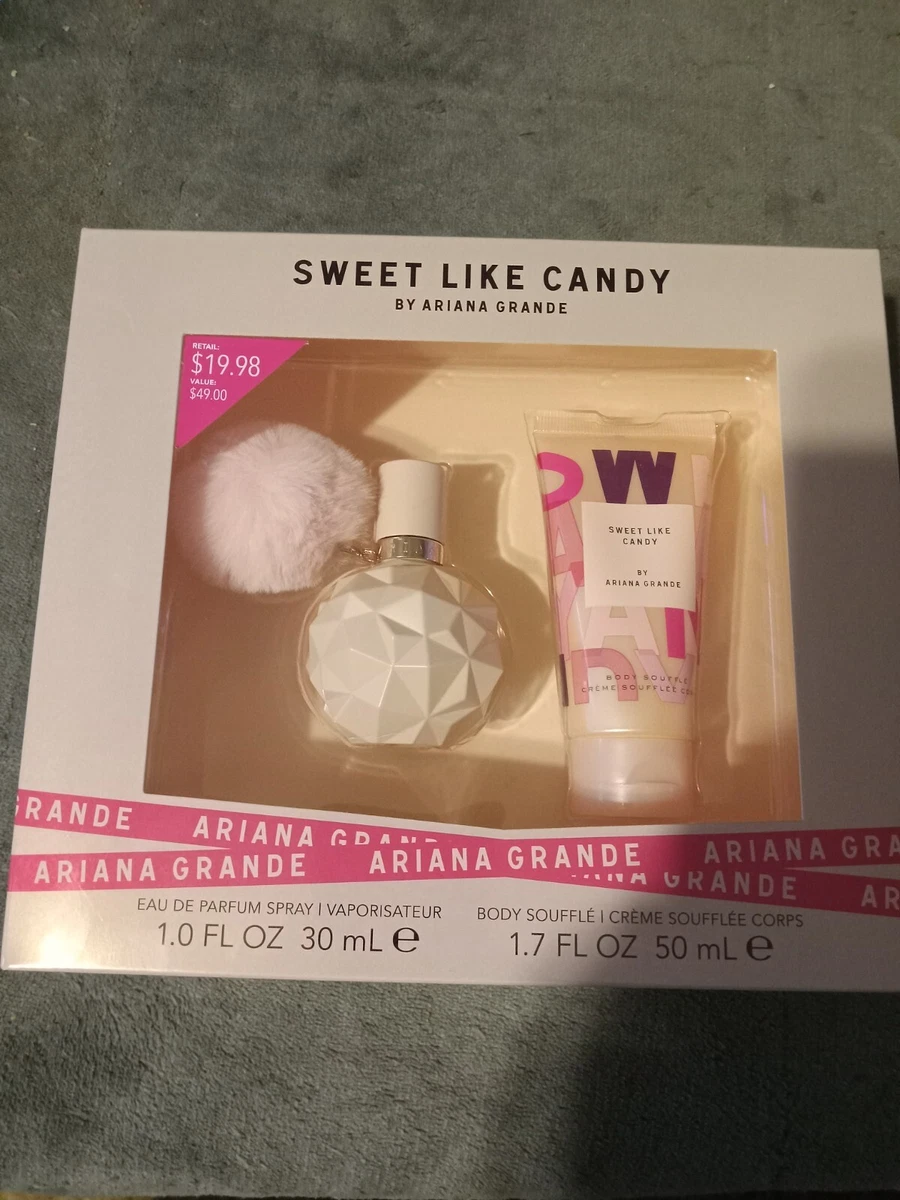 SWEET LIKE CANDY
BY ARIANA GRANDE
RETAIL:
$19.98
VALUE:
$49.00
W
SWEET LIKE
CANDY
BY
ARIANA GRANDE
BODY SOUFFLÉ
CRÈME SOUFFLÉE
GRANDE ARIANA GRANDE ARIANA GRA
ARIANA GRANDE ARIANA GRANDE GRANDE AR
EAU DE PARFUM SPRAY | VAPORISATEUR
1.0 FL OZ 30 mL ℮
BODY SOUFFLÉ | CRÈME SOUFFLÉE CORPS
1.7 FL OZ 50 mL ℮